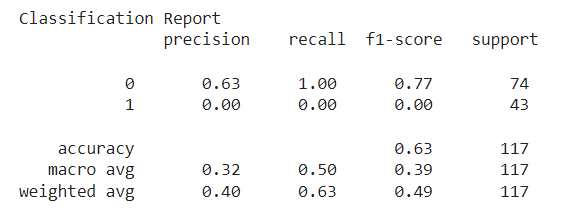 Classification Report
precision recall f1-score support
0 0.63 1.00 0.77 74
1 0.00 0.00 0.00 43
accuracy 0.63 117
macro avg 0.32 0.50 0.39 117
weighted avg 0.40 0.63 0.49 117